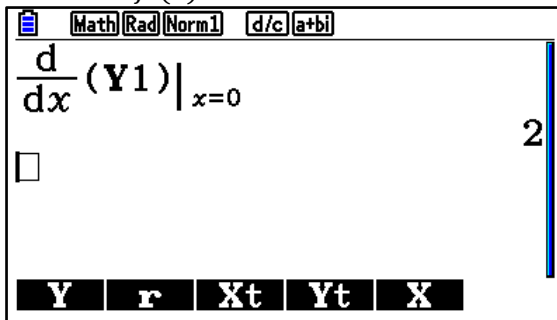 Math Rad Norm1 d/c a+bi
d/dx (Y1)|x=0
2
Y r Xt Yt X